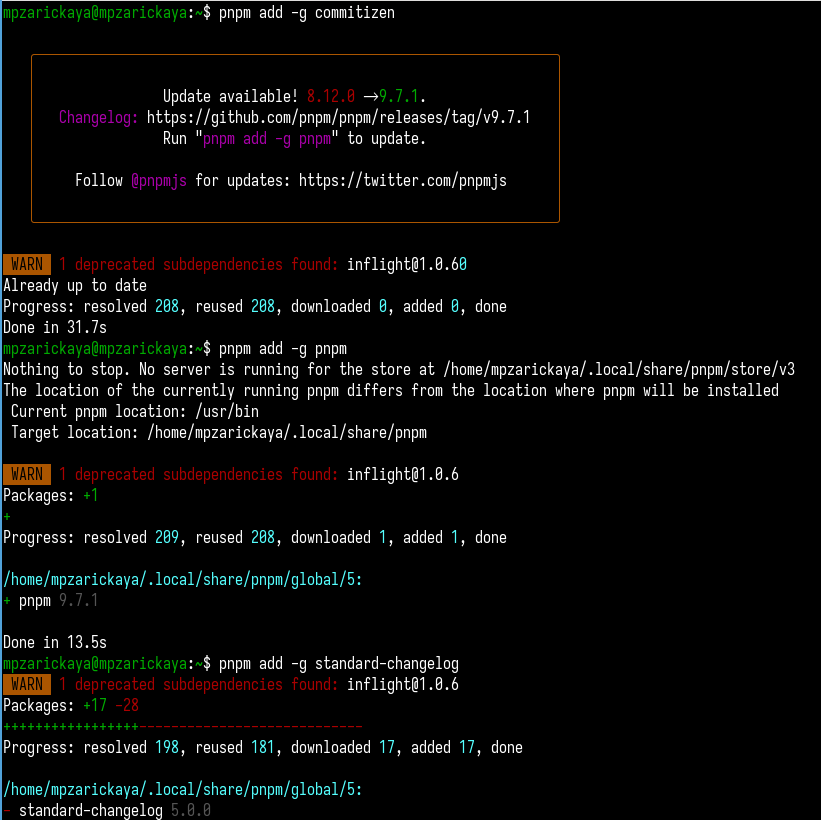 mpzarickaya@mpzarickaya:~$ pnpm add -g commitizen
Update available! 8.12.0 → 9.7.1.
Changelog: https://github.com/pnpm/pnpm/releases/tag/v9.7.1
Run "pnpm add -g pnpm" to update.
Follow @pnpmjs for updates: https://twitter.com/pnpmjs
WARN 1 deprecated subdependencies found: inflight@1.0.60
Already up to date
Progress: resolved 208, reused 208, downloaded 0, added 0, done
Done in 31.7s
mpzarickaya@mpzarickaya:~$ pnpm add -g pnpm
Nothing to stop. No server is running for the store at /home/mpzarickaya/.local/share/pnpm/store/v3
The location of the currently running pnpm differs from the location where pnpm will be installed
Current pnpm location: /usr/bin
Target location: /home/mpzarickaya/.local/share/pnpm
WARN 1 deprecated subdependencies found: inflight@1.0.6
Packages: +1
+
Progress: resolved 209, reused 208, downloaded 1, added 1, done
/home/mpzarickaya/.local/share/pnpm/global/5:
+ pnpm 9.7.1
Done in 13.5s
mpzarickaya@mpzarickaya:~$ pnpm add -g standard-changelog
WARN 1 deprecated subdependencies found: inflight@1.0.6
Packages: +17 -28
+++++++++++++++++----------------------------
Progress: resolved 198, reused 181, downloaded 17, added 17, done
/home/mpzarickaya/.local/share/pnpm/global/5:
- standard-changelog 5.0.0